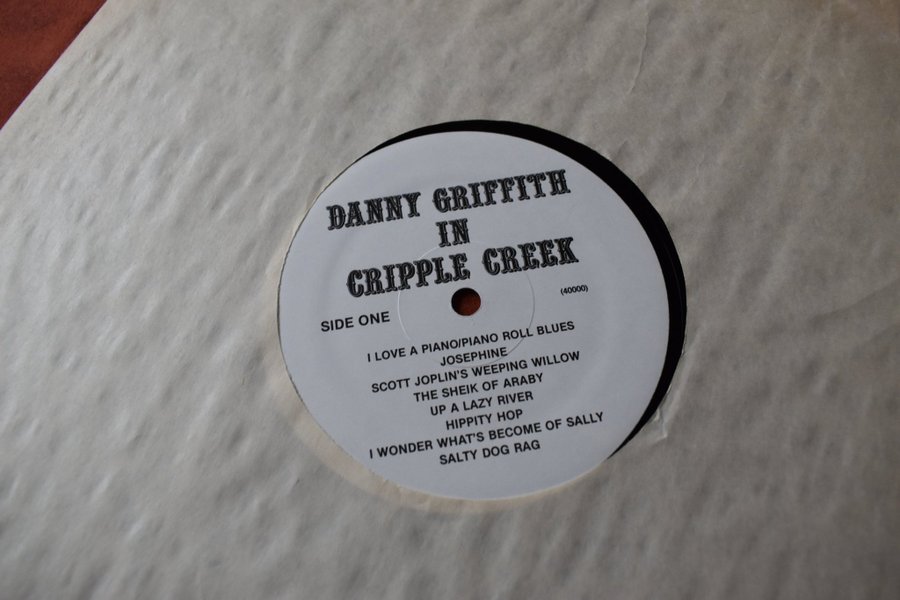 DANNY GRIFFITH
IN
CRIPPLE CREEK
(40000)
SIDE ONE
I LOVE A PIANO/PIANO ROLL BLUES
JOSEPHINE
SCOTT JOPLIN'S WEEPING WILLOW
THE SHEIK OF ARABY
UP A LAZY RIVER
HIPPITY HOP
I WONDER WHAT'S BECOME OF SALLY
SALTY DOG RAG